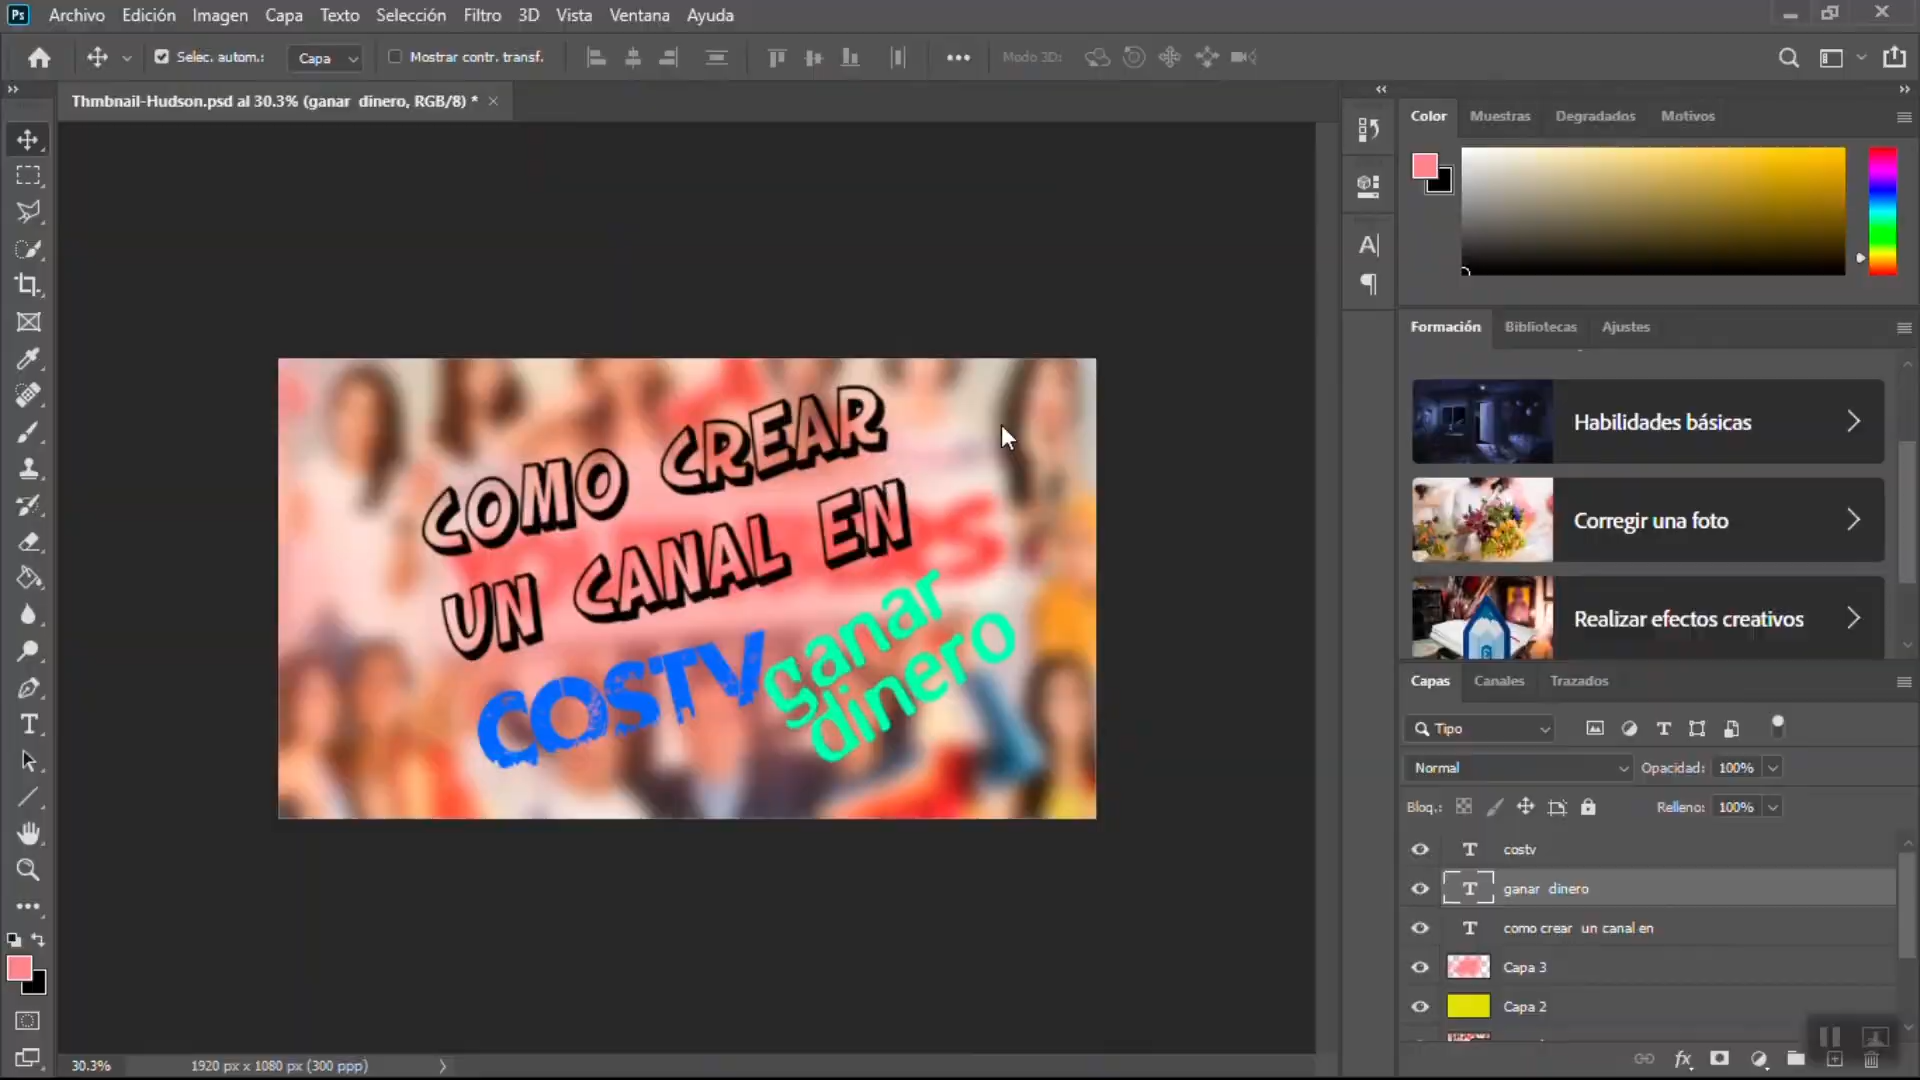 Ps Archivo Edición Imagen Capa Texto Selección Filtro 3D Vista Ventana Ayuda
Selec. autom.: Capa Mostrar contr. transf. Modo 3D:
Thmbnail-Hudson.psd al 30.3% (ganar dinero, RGB/8) *
Color Muestras Degradados Motivos
Formación Bibliotecas Ajustes
Habilidades básicas
Corregir una foto
Realizar efectos creativos
COMO CREAR
UN CANAL EN
COSTV
ganar
dinero
Capas Canales Trazados
Tipo
Normal Opacidad: 100%
Bloq.: Relleno: 100%
costv
ganar dinero
como crear un canal en
Capa 3
Capa 2
30.3% 1920 px x 1080 px (300 ppp)